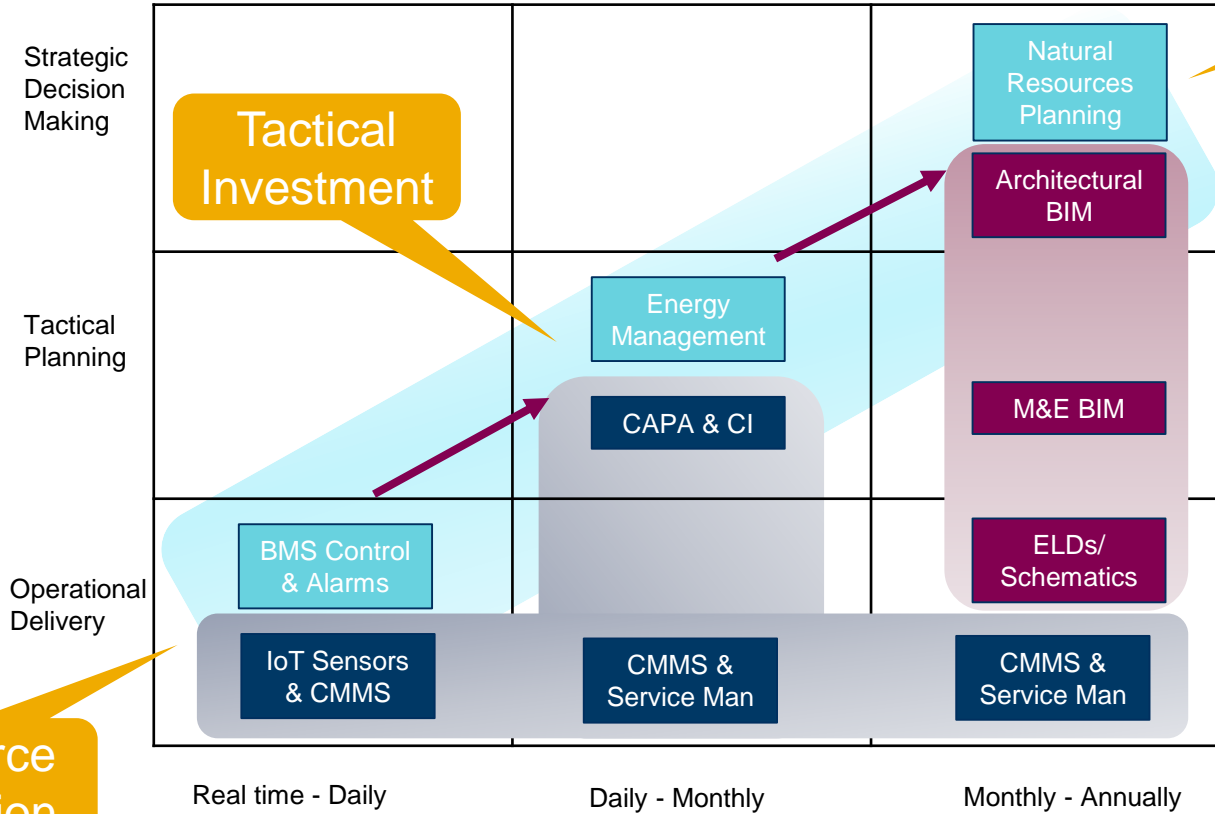 Strategic
Decision
Making
Natural
Resources
Planning
Tactical
Investment
Architectural
BIM
Tactical
Planning
Energy
Management
CAPA & CI
M&E BIM
Operational
Delivery
BMS Control
& Alarms
ELDs/
Schematics
IoT Sensors
& CMMS
CMMS &
Service Man
CMMS &
Service Man
Real time - Daily
Daily - Monthly
Monthly - Annually